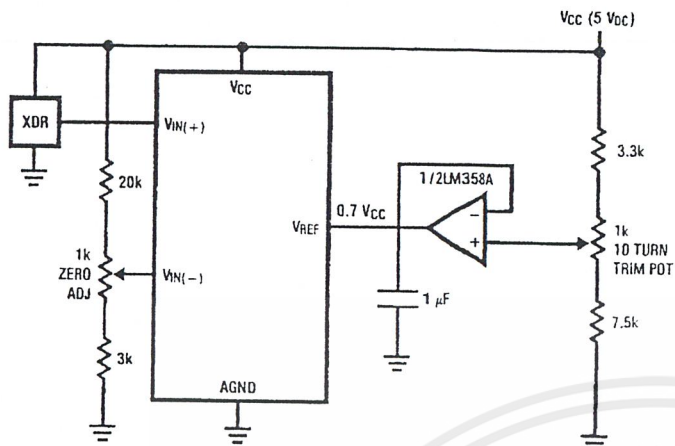 VCC (5 VDC)
VCC
XDR
VIN(+)
3.3k
20k
1/2LM358A
0.7 VCC
VREF
−
+
1k
10 TURN
TRIM POT
1k
ZERO
ADJ
VIN(−)
1 μF
7.5k
3k
AGND